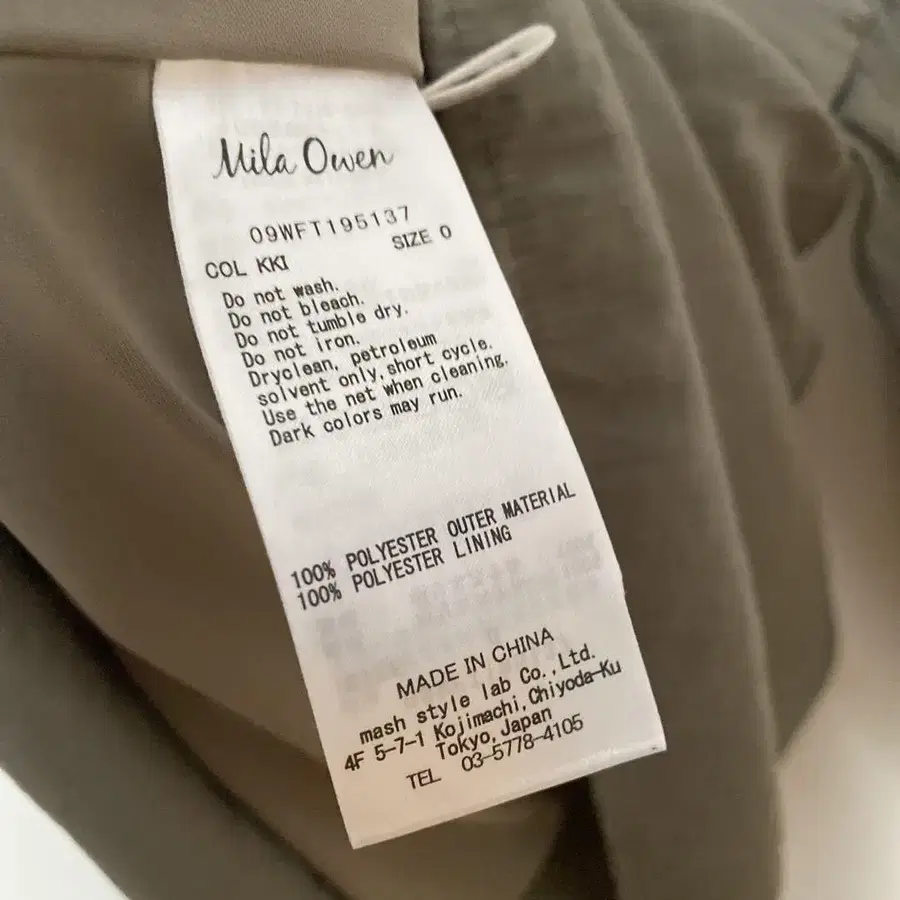 Mila Owen
09WFT195137
COL KKI SIZE 0
Do not wash.
Do not bleach.
Do not tumble dry.
Do not iron.
Dryclean, petroleum
solvent only,short cycle.
Use the net when cleaning.
Dark colors may run.
100% POLYESTER OUTER MATERIAL
100% POLYESTER LINING
MADE IN CHINA
mash style lab Co.,Ltd.
4F 5-7-1 Kojimachi,Chiyoda-Ku
Tokyo,Japan
TEL 03-5778-4105